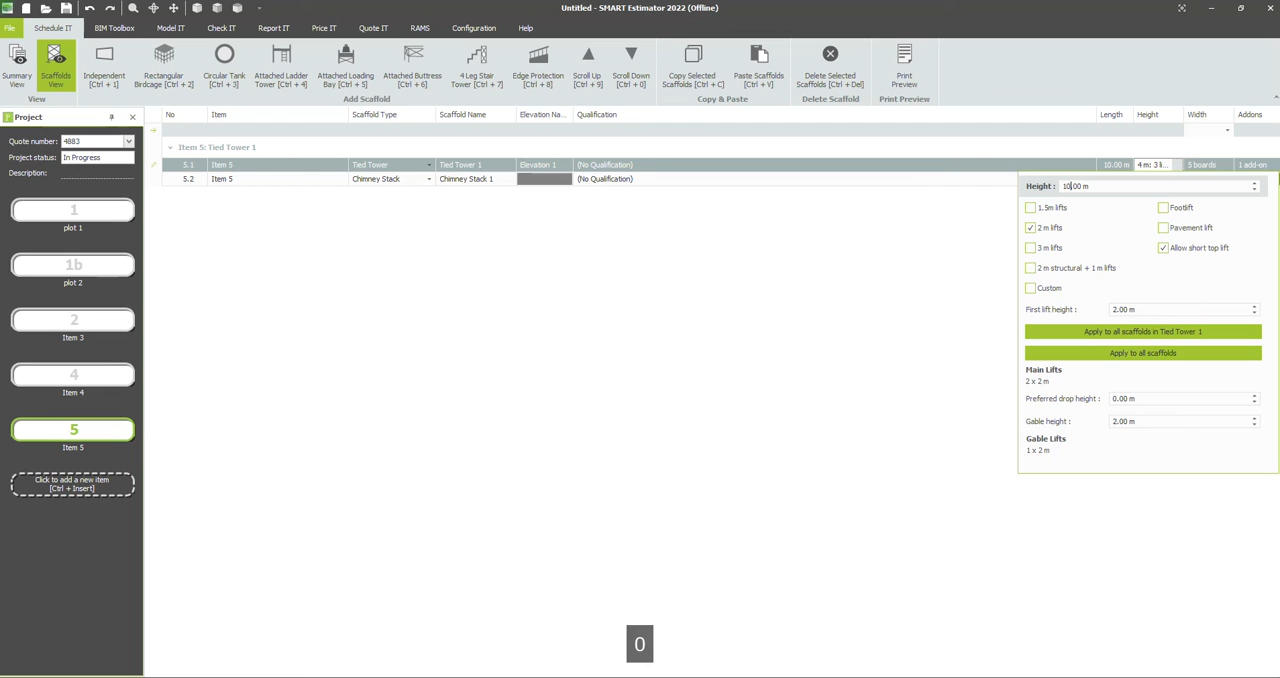 Untitled - SMART Estimator 2022 (Offline)
File Schedule IT BIM Toolbox Model IT Check IT Report IT Price IT Quote IT RAMS Configuration Help
Summary View
Scaffolds View
Independent [Ctrl + 1]
Rectangular Birdcage [Ctrl + 2]
Circular Tank [Ctrl + 3]
Attached Ladder Tower [Ctrl + 4]
Attached Loading Bay [Ctrl + 5]
Attached Buttress [Ctrl + 6]
4 Leg Stair Tower [Ctrl + 7]
Edge Protection [Ctrl + 8]
Scroll Up [Ctrl + 9]
Scroll Down [Ctrl + 0]
Copy Selected Scaffolds [Ctrl + C]
Paste Scaffolds [Ctrl + V]
Delete Selected Scaffolds [Ctrl + Del]
Print Preview
View Add Scaffold Copy & Paste Delete Scaffold Print Preview
Project
Quote number: 4883
Project status: In Progress
Description:
1
plot 1
1b
plot 2
2
Item 3
4
Item 4
5
Item 5
Click to add a new item
[Ctrl + Insert]
No Item Scaffold Type Scaffold Name Elevation Na... Qualification Length Height Width Addons
Item 5: Tied Tower 1
5.1 Item 5 Tied Tower Tied Tower 1 Elevation 1 (No Qualification) 10.00 m 4 m: 3 li... 5 boards 1 add-on
5.2 Item 5 Chimney Stack Chimney Stack 1 (No Qualification)
Height : 10.00 m
1.5m lifts Footlift
2 m lifts Pavement lift
3 m lifts Allow short top lift
2 m structural + 1 m lifts
Custom
First lift height : 2.00 m
Apply to all scaffolds in Tied Tower 1
Apply to all scaffolds
Main Lifts
2 x 2 m
Preferred drop height : 0.00 m
Gable height : 2.00 m
Gable Lifts
1 x 2 m
0